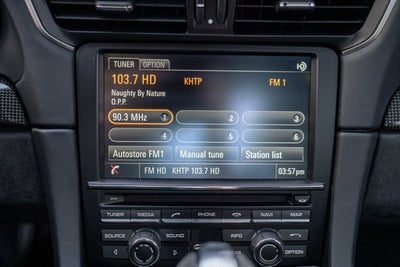 TUNER OPTION
103.7 HD KHTP FM 1
Naughty By Nature
O.P.P.
90.3 MHz 1 2 3
4 5 6
Autostore FM1 Manual tune Station list
FM HD KHTP 103.7 HD 03:57pm
TUNER MEDIA PHONE NAV MAP
SOURCE SOUND CAR OPTION
INFO